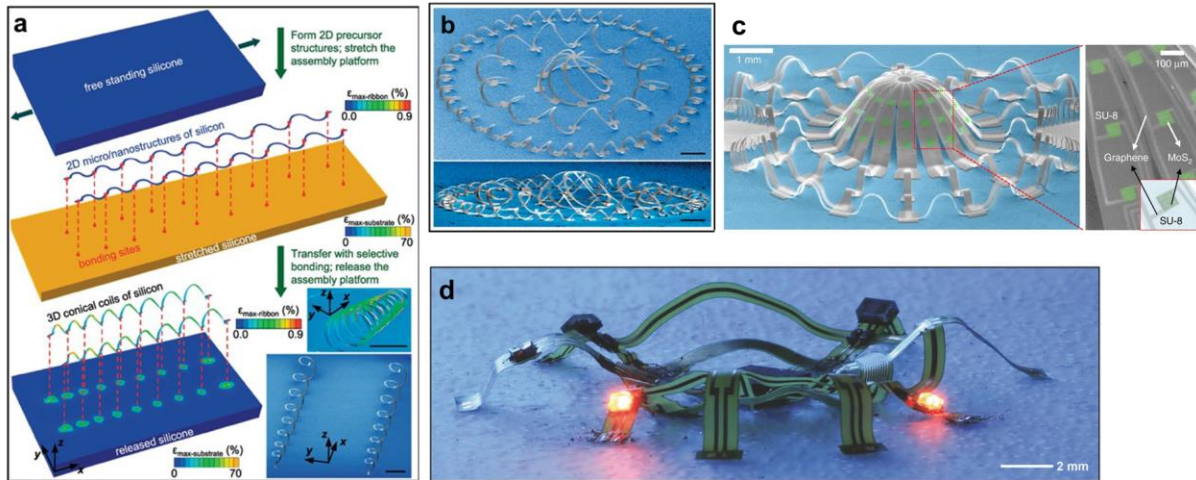 a
Form 2D precursor
structures; stretch the
assembly platform
free standing silicone
εmax-ribbon (%)
0.0 0.9
2D micro/nanostructures of silicon
bonding sites
stretched silicone
εmax-substrate (%)
0 70
Transfer with selective
bonding; release the
assembly platform
3D conical coils of silicon
εmax-ribbon (%)
0.0 0.9
z
y x
released silicone
z
y x
εmax-substrate (%)
0 70
z
x
y
b
c
1 mm
100 μm
SU-8
Graphene
MoS2
SU-8
d
2 mm